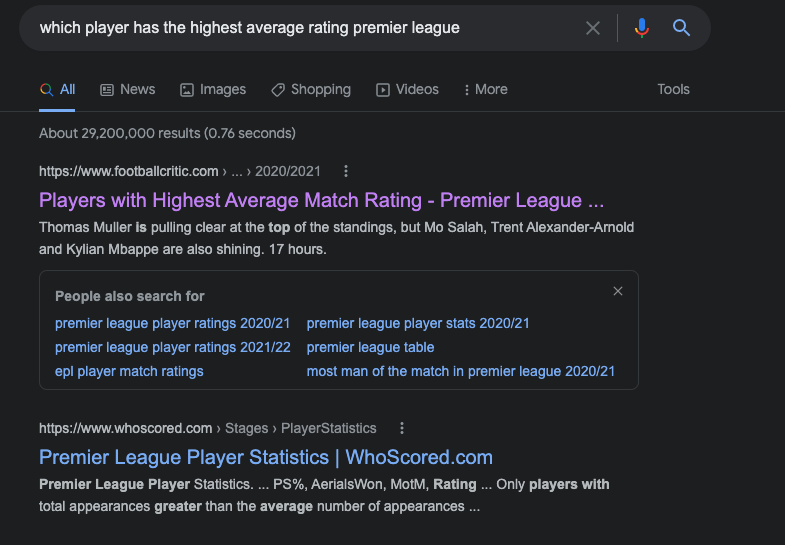 which player has the highest average rating premier league
All News Images Shopping Videos More Tools
About 29,200,000 results (0.76 seconds)
https://www.footballcritic.com › ... › 2020/2021
Players with Highest Average Match Rating - Premier League ...
Thomas Muller is pulling clear at the top of the standings, but Mo Salah, Trent Alexander-Arnold
and Kylian Mbappe are also shining. 17 hours.
People also search for
premier league player ratings 2020/21 premier league player stats 2020/21
premier league player ratings 2021/22 premier league table
epl player match ratings most man of the match in premier league 2020/21
https://www.whoscored.com › Stages › PlayerStatistics
Premier League Player Statistics | WhoScored.com
Premier League Player Statistics. ... PS%, AerialsWon, MotM, Rating ... Only players with
total appearances greater than the average number of appearances ...